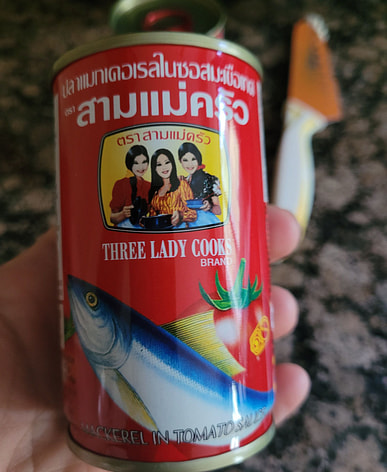 ปลาแมกเคอเรลในซอสมะเขือเทศ
ตรา สามแม่ครัว
ตราสามแม่ครัว
THREE LADY COOKS
BRAND
MACKEREL IN TOMATO SAUCE